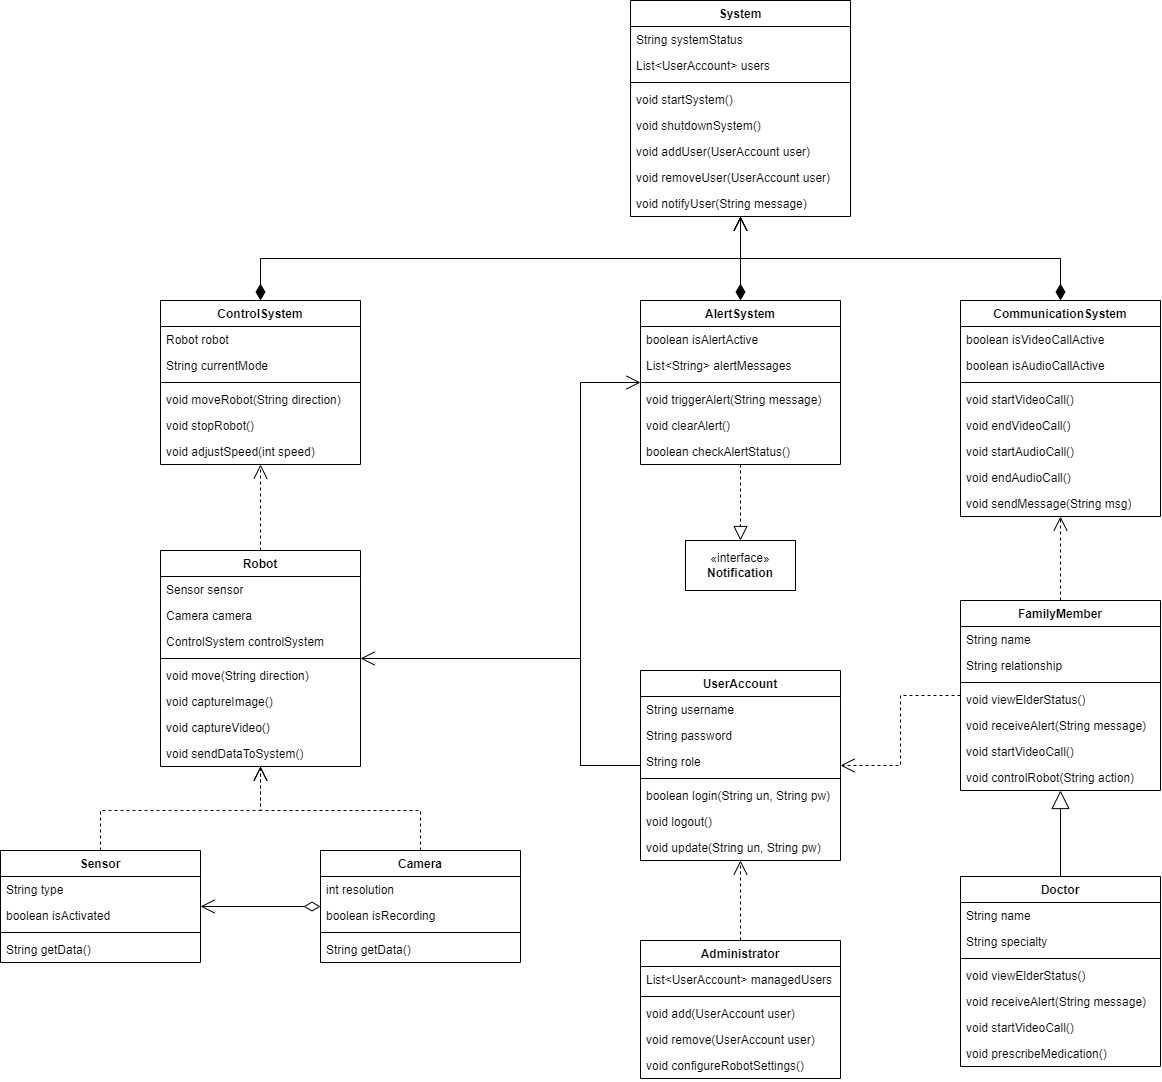 System
String systemStatus
List<UserAccount> users
void startSystem()
void shutdownSystem()
void addUser(UserAccount user)
void removeUser(UserAccount user)
void notifyUser(String message)
ControlSystem
Robot robot
String currentMode
void moveRobot(String direction)
void stopRobot()
void adjustSpeed(int speed)
AlertSystem
boolean isAlertActive
List<String> alertMessages
void triggerAlert(String message)
void clearAlert()
boolean checkAlertStatus()
CommunicationSystem
boolean isVideoCallActive
boolean isAudioCallActive
void startVideoCall()
void endVideoCall()
void startAudioCall()
void endAudioCall()
void sendMessage(String msg)
«interface»
Notification
Robot
Sensor sensor
Camera camera
ControlSystem controlSystem
void move(String direction)
void captureImage()
void captureVideo()
void sendDataToSystem()
UserAccount
String username
String password
String role
boolean login(String un, String pw)
void logout()
void update(String un, String pw)
FamilyMember
String name
String relationship
void viewElderStatus()
void receiveAlert(String message)
void startVideoCall()
void controlRobot(String action)
Sensor
String type
boolean isActivated
String getData()
Camera
int resolution
boolean isRecording
String getData()
Administrator
List<UserAccount> managedUsers
void add(UserAccount user)
void remove(UserAccount user)
void configureRobotSettings()
Doctor
String name
String specialty
void viewElderStatus()
void receiveAlert(String message)
void startVideoCall()
void prescribeMedication()